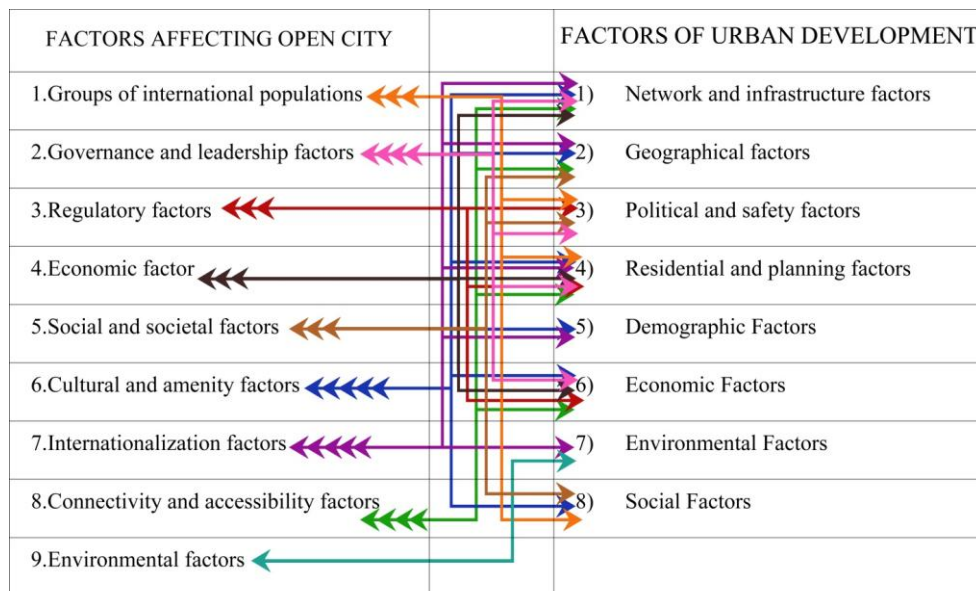 FACTORS AFFECTING OPEN CITY
FACTORS OF URBAN DEVELOPMENT
1.Groups of international populations
1) Network and infrastructure factors
2.Governance and leadership factors
2) Geographical factors
3.Regulatory factors
3) Political and safety factors
4.Economic factor
4) Residential and planning factors
5.Social and societal factors
5) Demographic Factors
6.Cultural and amenity factors
6) Economic Factors
7.Internationalization factors
7) Environmental Factors
8.Connectivity and accessibility factors
8) Social Factors
9.Environmental factors